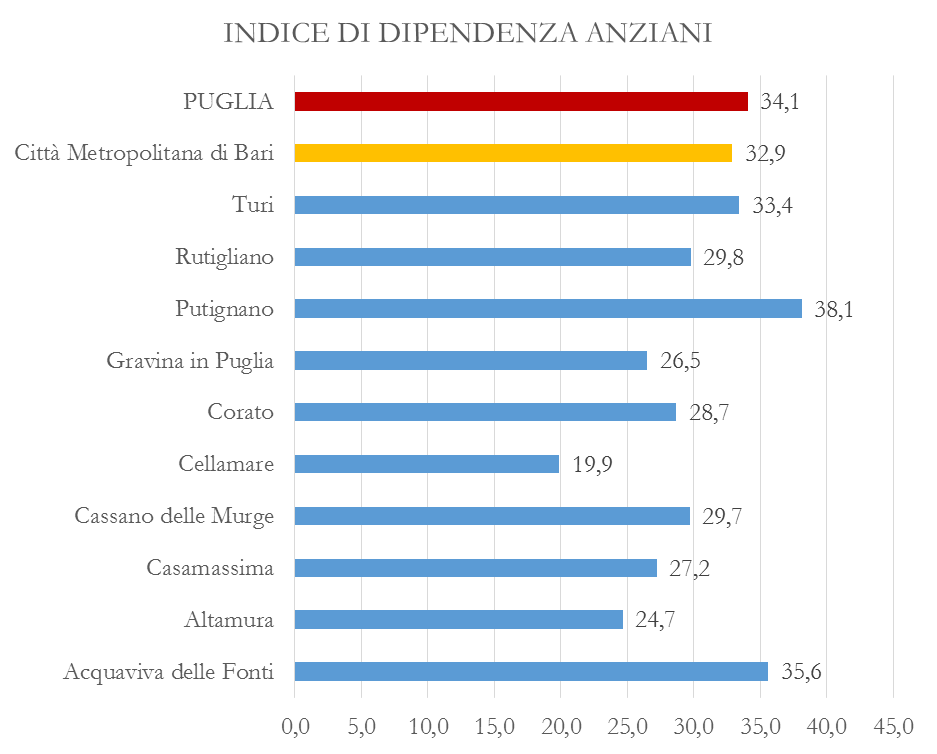 INDICE DI DIPENDENZA ANZIANI
PUGLIA 34,1
Città Metropolitana di Bari 32,9
Turi 33,4
Rutigliano 29,8
Putignano 38,1
Gravina in Puglia 26,5
Corato 28,7
Cellamare 19,9
Cassano delle Murge 29,7
Casamassima 27,2
Altamura 24,7
Acquaviva delle Fonti 35,6
0,0 5,0 10,0 15,0 20,0 25,0 30,0 35,0 40,0 45,0